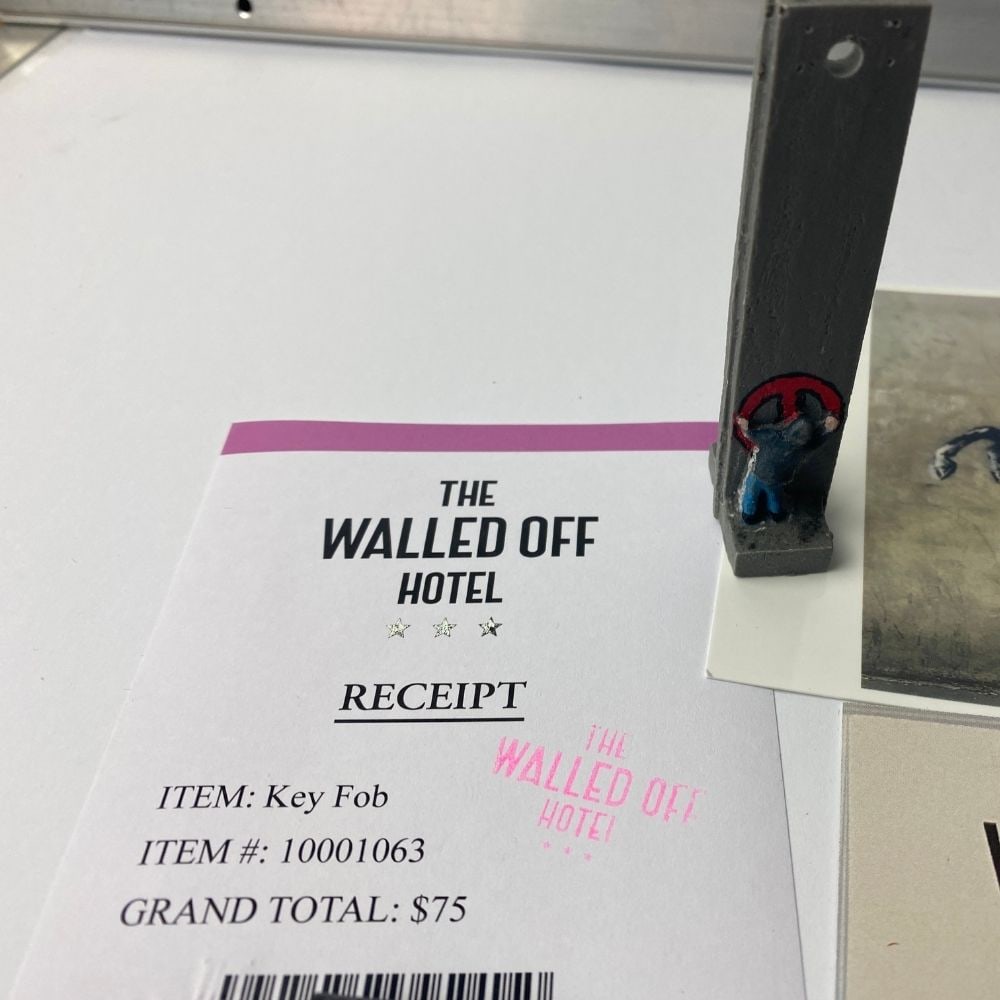 THE
WALLED OFF
HOTEL
RECEIPT
THE
WALLED OFF
HOTEL
ITEM: Key Fob
ITEM #: 10001063
GRAND TOTAL: $75